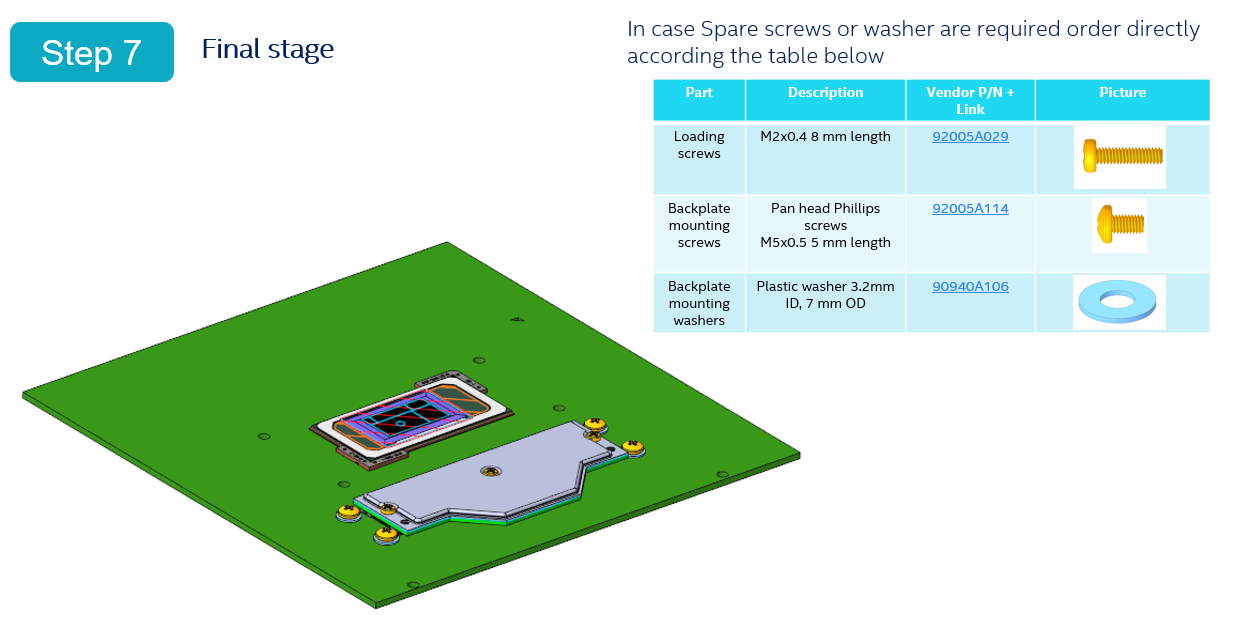 Step 7
Final stage
In case Spare screws or washer are required order directly
according the table below
Part
Description
Vendor P/N +
Link
Picture
Loading
screws
M2x0.4 8 mm length
92005A029
Backplate
mounting
screws
Pan head Phillips
screws
M5x0.5 5 mm length
92005A114
Backplate
mounting
washers
Plastic washer 3.2mm
ID, 7 mm OD
90940A106